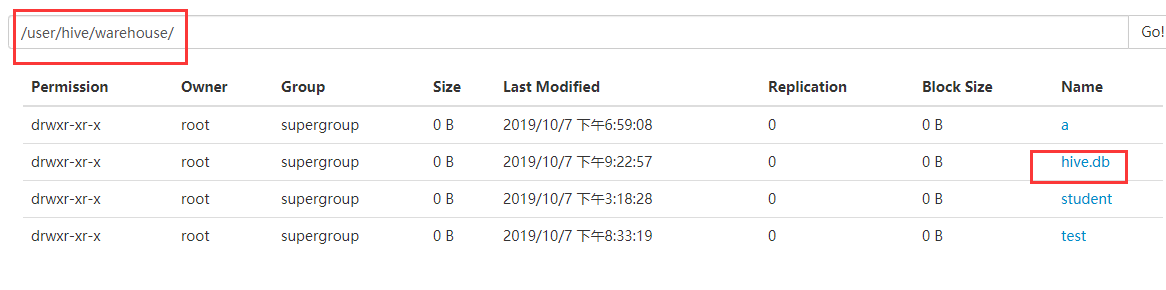 /user/hive/warehouse/ Go!
Permission Owner Group Size Last Modified Replication Block Size Name
drwxr-xr-x root supergroup 0 B 2019/10/7 下午6:59:08 0 0 B a
drwxr-xr-x root supergroup 0 B 2019/10/7 下午9:22:57 0 0 B hive.db
drwxr-xr-x root supergroup 0 B 2019/10/7 下午3:18:28 0 0 B student
drwxr-xr-x root supergroup 0 B 2019/10/7 下午8:33:19 0 0 B test